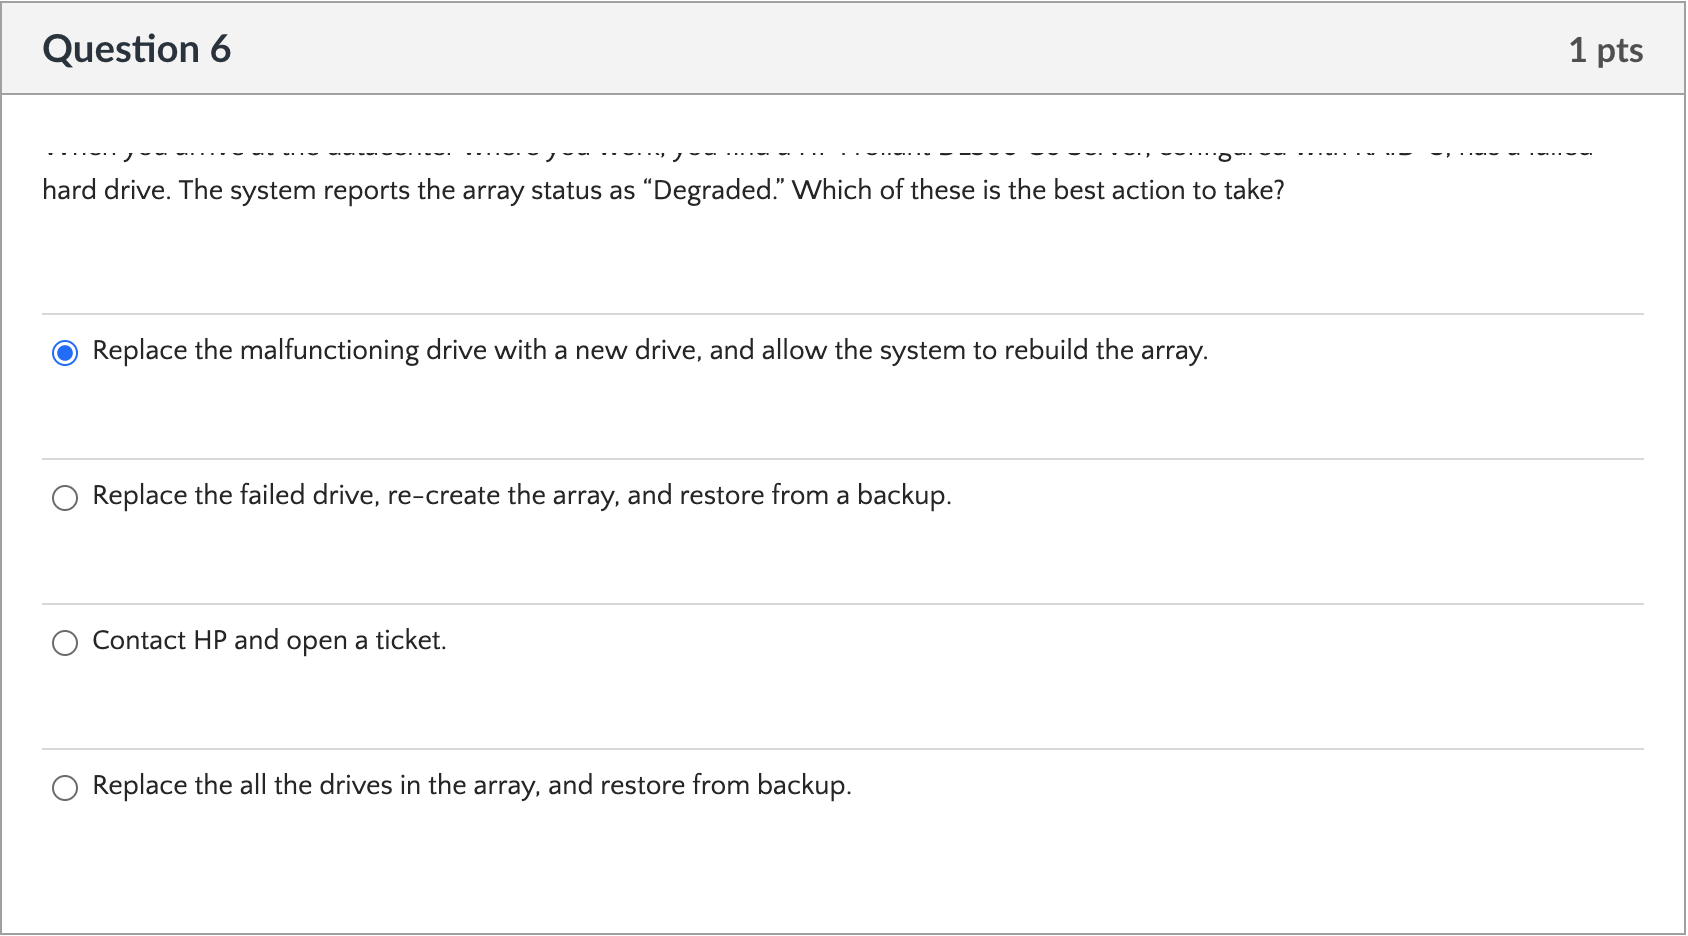 Question 6
1 pts
hard drive. The system reports the array status as “Degraded.” Which of these is the best action to take?
Replace the malfunctioning drive with a new drive, and allow the system to rebuild the array.
Replace the failed drive, re-create the array, and restore from a backup.
Contact HP and open a ticket.
Replace the all the drives in the array, and restore from backup.